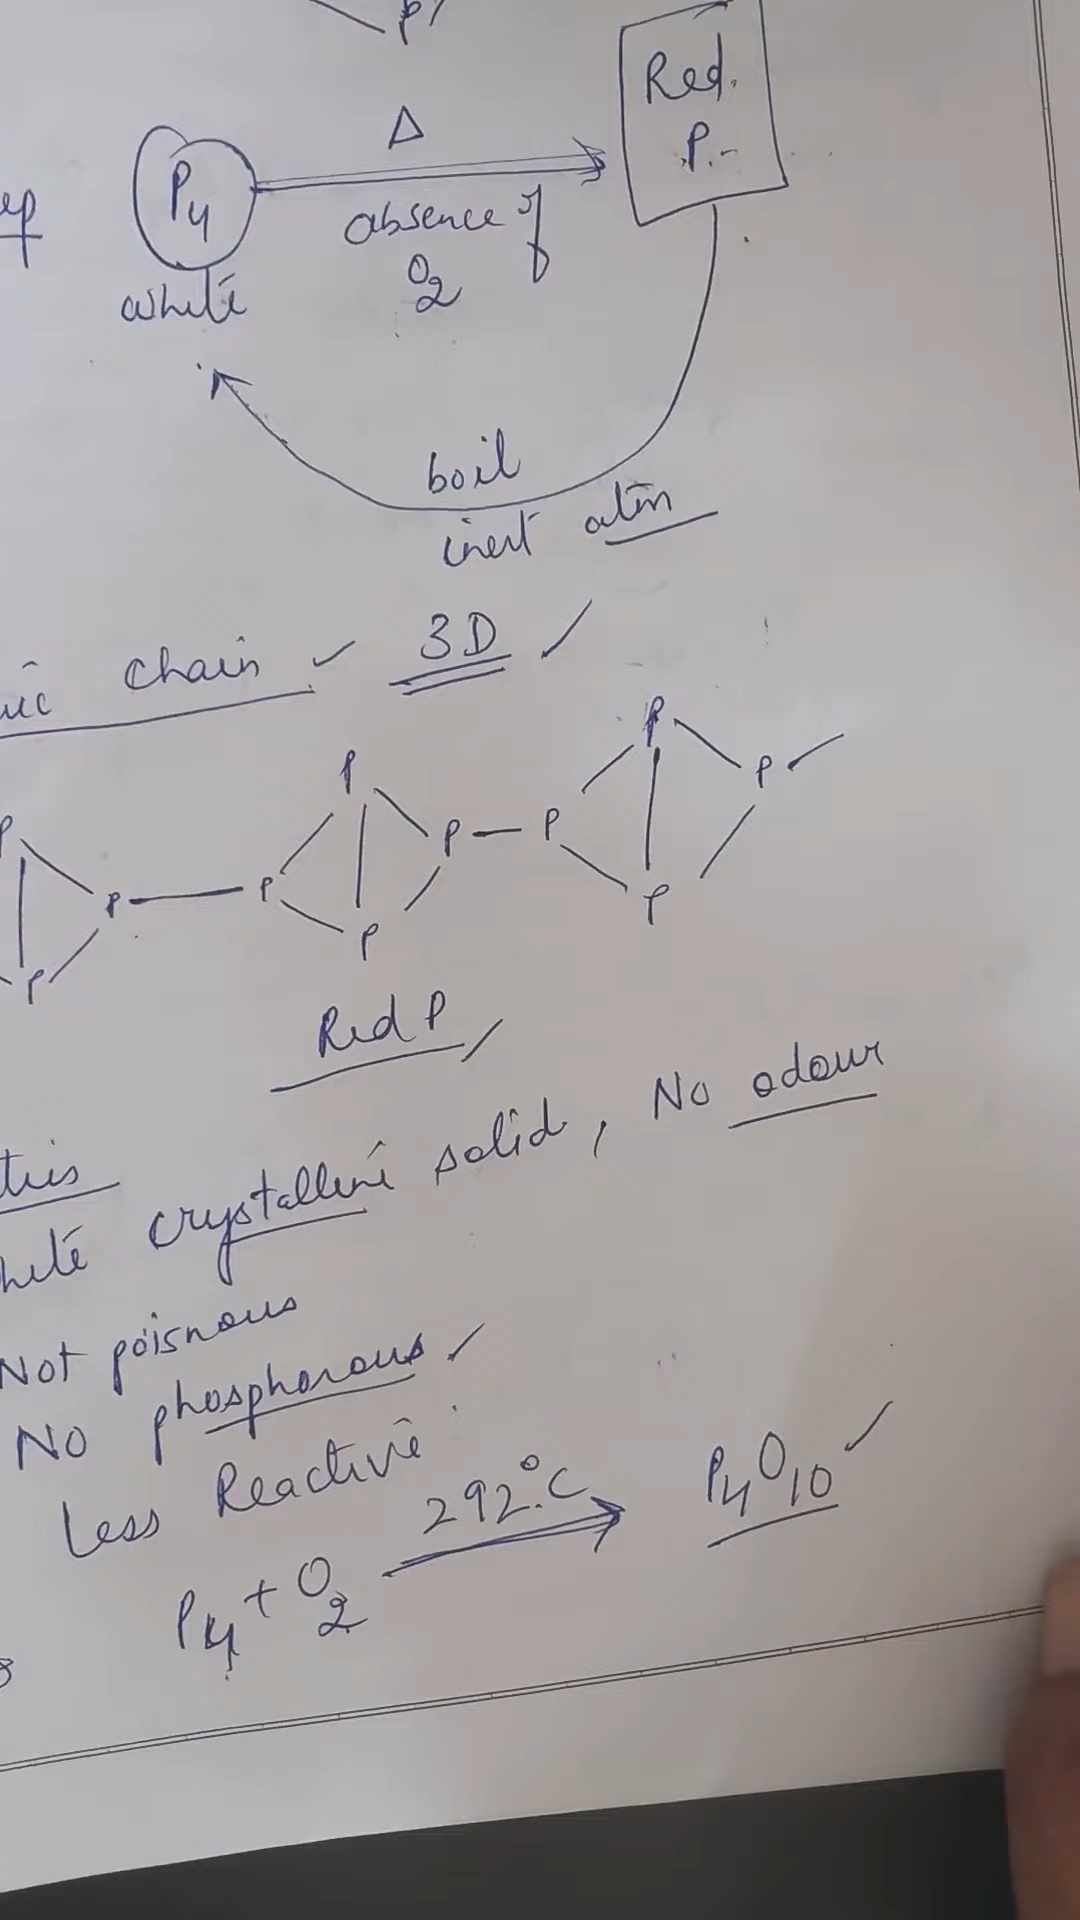 P
Δ
Red.
P.-
P4
absence of
O2
white
boil
inert atm
chain ✓ 3D ✓
P
P
P
P
P - P
P
P
P - P
P
P
P
Red P
crystalline solid, No odour
Not poisnous
No phosphorous ✓
Less Reactive
P4 + O2 292°C P4O10 ✓